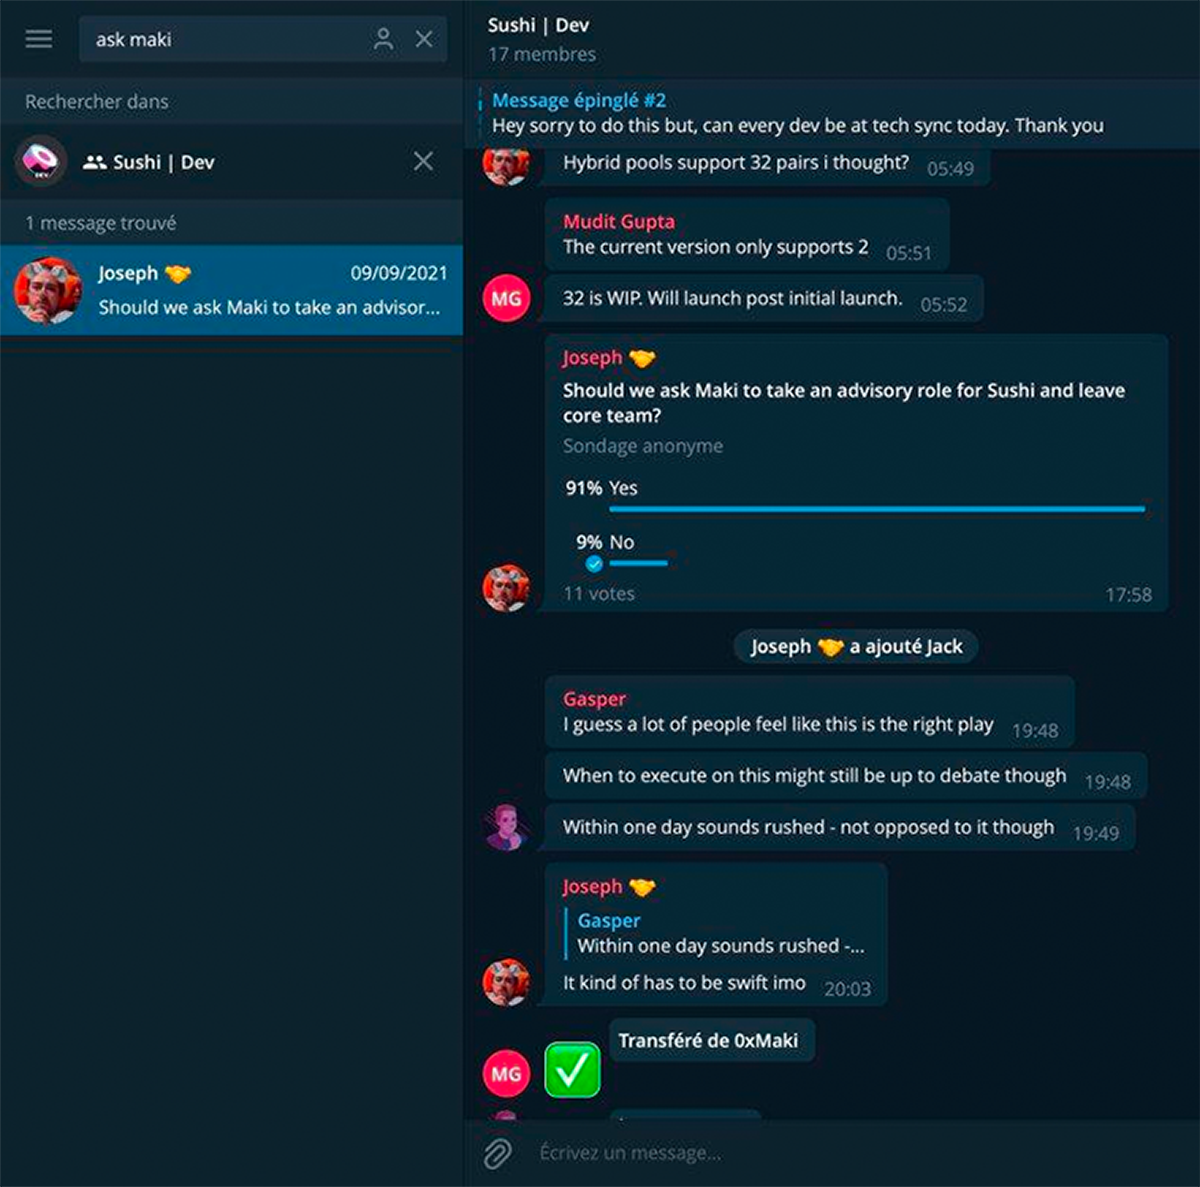 ask maki
Rechercher dans
Sushi | Dev
1 message trouvé
Joseph 🤝 09/09/2021
Should we ask Maki to take an advisor...
Sushi | Dev
17 membres
Message épinglé #2
Hey sorry to do this but, can every dev be at tech sync today. Thank you
Hybrid pools support 32 pairs i thought? 05:49
Mudit Gupta
The current version only supports 2 05:51
MG
32 is WIP. Will launch post initial launch. 05:52
Joseph 🤝
Should we ask Maki to take an advisory role for Sushi and leave
core team?
Sondage anonyme
91% Yes
9% No
11 votes 17:58
Joseph 🤝 a ajouté Jack
Gasper
I guess a lot of people feel like this is the right play 19:48
When to execute on this might still be up to debate though 19:48
Within one day sounds rushed - not opposed to it though 19:49
Joseph 🤝
Gasper
Within one day sounds rushed -...
It kind of has to be swift imo 20:03
Transféré de 0xMaki
MG ✅
Écrivez un message...